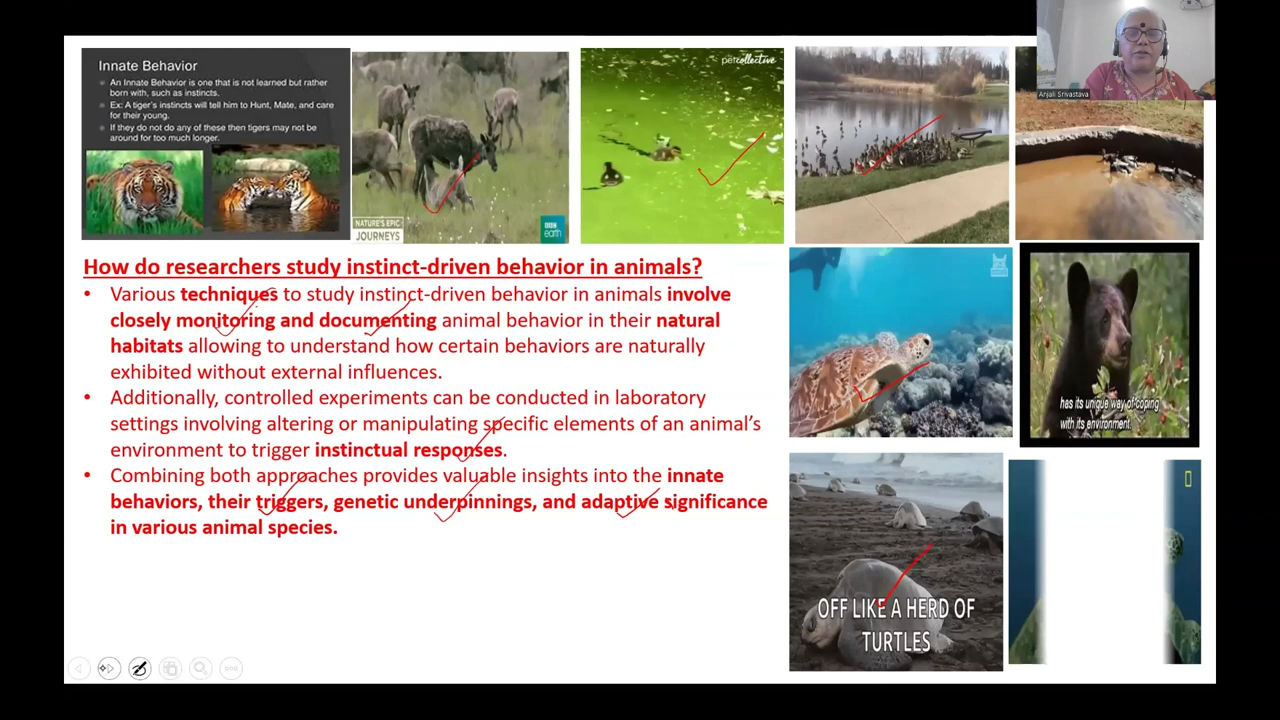 Innate Behavior
An Innate Behavior is one that is not learned but rather
born with, such as instincts.
Ex: A tiger's instincts will tell him to Hunt, Mate, and care
for their young.
If they do not do any of these then tigers may not be
around for too much longer.
NATURE'S EPIC
JOURNEYS
BBC
earth
petcollective
Anjali Srivastava
How do researchers study instinct-driven behavior in animals?
• Various techniques to study instinct-driven behavior in animals involve
closely monitoring and documenting animal behavior in their natural
habitats allowing to understand how certain behaviors are naturally
exhibited without external influences.
• Additionally, controlled experiments can be conducted in laboratory
settings involving altering or manipulating specific elements of an animal's
environment to trigger instinctual responses.
• Combining both approaches provides valuable insights into the innate
behaviors, their triggers, genetic underpinnings, and adaptive significance
in various animal species.
has its unique way of coping
with its environment.
OFF LIKE A HERD OF
TURTLES